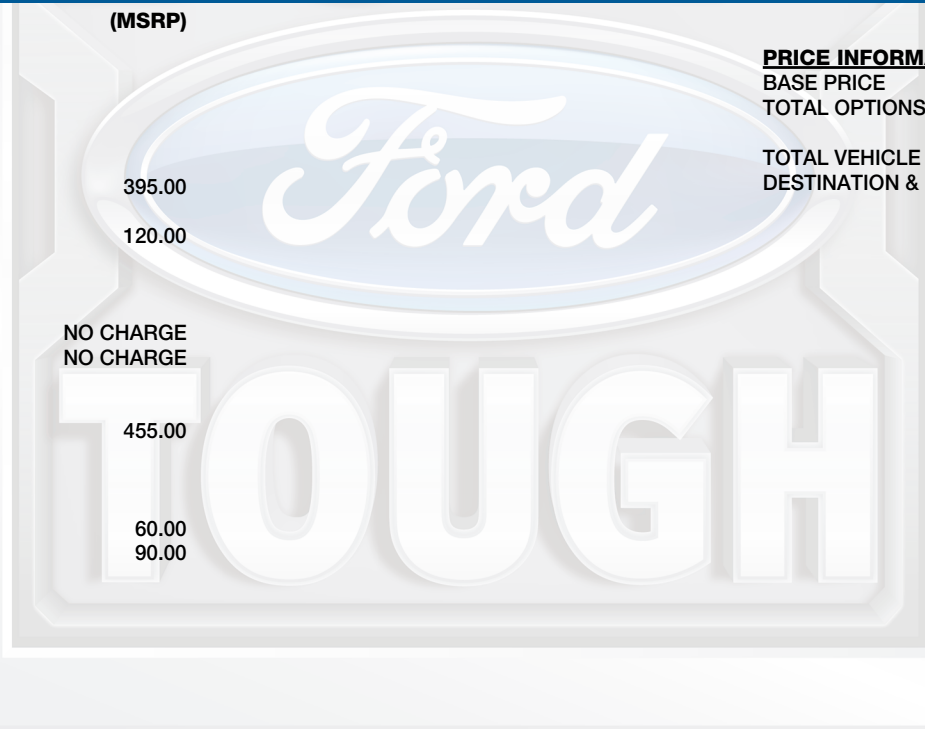 (MSRP)
395.00
120.00
NO CHARGE
NO CHARGE
455.00
60.00
90.00
PRICE INFORMA
BASE PRICE
TOTAL OPTIONS
TOTAL VEHICLE
DESTINATION &
Ford
TOUGH